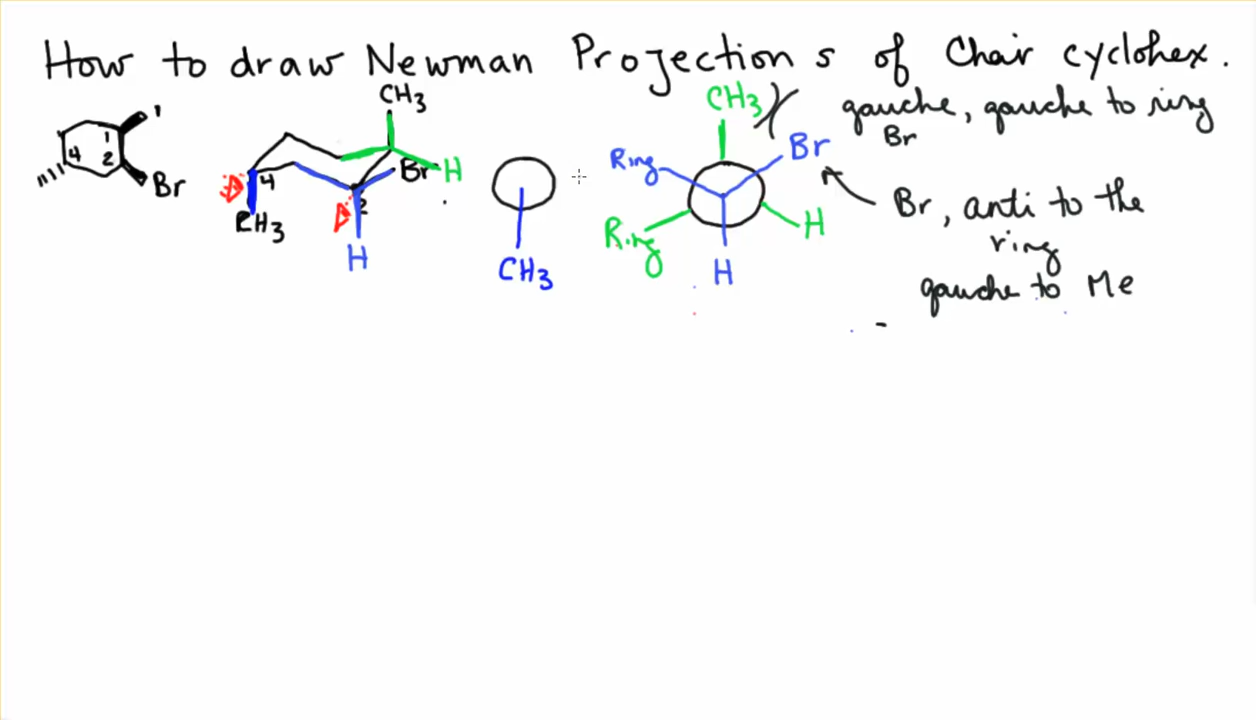 How to draw Newman Projections of Chair cyclohex.
CH3
CH3
gauche, gauche to ring
Br
1
4
2
Br
4
Br
H
2
CH3
H
CH3
Ring
Br
Ring
H
H
Br, anti to the
ring
gauche to Me